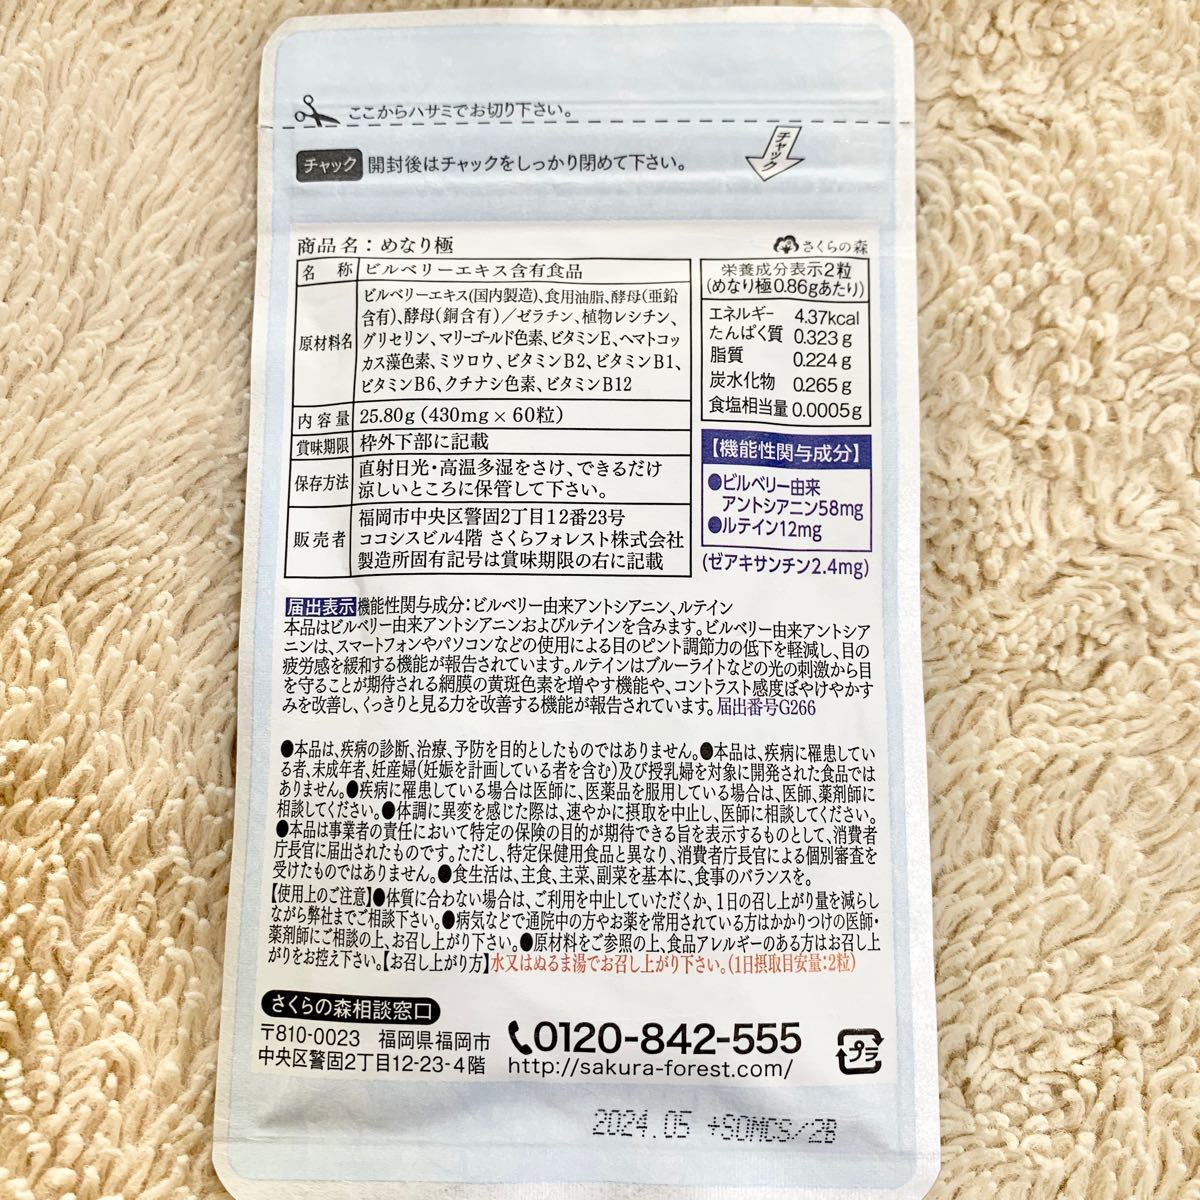 ここからハサミでお切り下さい。
チャック 開封後はチャックをしっかり閉めて下さい。
チャック
商品名:めなり極
さくらの森
名 称 ビルベリーエキス含有食品
原材料名 ビルベリーエキス(国内製造)、食用油脂、酵母(亜鉛
含有)、酵母(銅含有)/ゼラチン、植物レシチン、
グリセリン、マリーゴールド色素、ビタミンE、ヘマトコッ
カス藻色素、ミツロウ、ビタミンB2、ビタミンB1、
ビタミンB6、クチナシ色素、ビタミンB12
内容量 25.80g(430mg×60粒)
賞味期限 枠外下部に記載
保存方法 直射日光・高温多湿をさけ、できるだけ
涼しいところに保管して下さい。
販売者 福岡市中央区警固2丁目12番23号
ココシスビル4階 さくらフォレスト株式会社
製造所固有記号は賞味期限の右に記載
栄養成分表示2粒
(めなり極0.86gあたり)
エネルギー 4.37kcal
たんぱく質 0.323g
脂質 0.224g
炭水化物 0.265g
食塩相当量 0.0005g
【機能性関与成分】
●ビルベリー由来
アントシアニン58mg
●ルテイン12mg
(ゼアキサンチン2.4mg)
届出表示 機能性関与成分:ビルベリー由来アントシアニン、ルテイン
本品はビルベリー由来アントシアニンおよびルテインを含みます。ビルベリー由来アントシア
ニンは、スマートフォンやパソコンなどの使用による目のピント調節力の低下を軽減し、目の
疲労感を緩和する機能が報告されています。ルテインはブルーライトなどの光の刺激から目
を守ることが期待される網膜の黄斑色素を増やす機能や、コントラスト感度ぼやけやかす
みを改善し、くっきりと見る力を改善する機能が報告されています。届出番号G266
●本品は、疾病の診断、治療、予防を目的としたものではありません。●本品は、疾病に罹患してい
る者、未成年者、妊産婦(妊娠を計画している者を含む)及び授乳婦を対象に開発された食品では
ありません。●疾病に罹患している場合は医師に、医薬品を服用している場合は、医師、薬剤師に
相談してください。●体調に異変を感じた際は、速やかに摂取を中止し、医師に相談してください。
●本品は事業者の責任において特定の保険の目的が期待できる旨を表示するものとして、消費者
庁長官に届出されたものです。ただし、特定保健用食品と異なり、消費者庁長官による個別審査を
受けたものではありません。●食生活は、主食、主菜、副菜を基本に、食事のバランスを。
【使用上のご注意】●体質に合わない場合は、ご利用を中止していただくか、1日の召し上がり量を減らし
ながら弊社までご相談下さい。●病気などで通院中の方やお薬を常用されている方はかかりつけの医師・
薬剤師にご相談の上、お召し上がり下さい。●原材料をご参照の上、食品アレルギーのある方はお召し上
がりをお控え下さい。【お召し上がり方】水又はぬるま湯でお召し上がり下さい。(1日摂取目安量:2粒)
さくらの森相談窓口
〒810-0023 福岡県福岡市
中央区警固2丁目12-23-4階
0120-842-555
http://sakura-forest.com/
プラ
2024.05 +SOMCS/2B